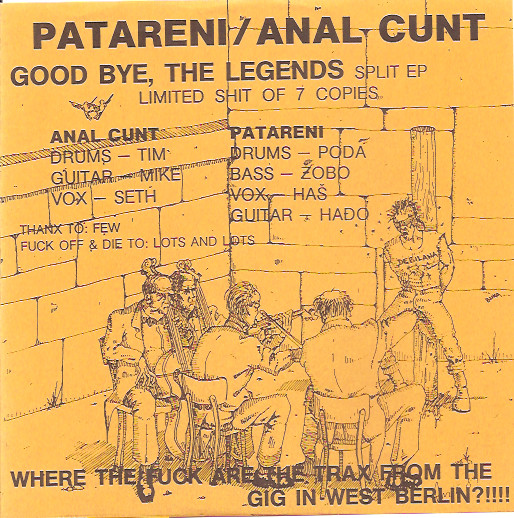 PATARENI/ANAL CUNT
GOOD BYE, THE LEGENDS SPLIT EP
LIMITED SHIT OF 7 COPIES.
ANAL CUNT
DRUMS – TIM
GUITAR – MIKE
VOX – SETH
THANX TO: FEW
FUCK OFF & DIE TO: LOTS AND LOTS
PATARENI
DRUMS – PODA
BASS – ŽOBO
VOX – HAŠ
GUITAR – HAĐO
DEBILANA
WHERE THE FUCK ARE THE TRAX FROM THE
GIG IN WEST BERLIN?!!!!